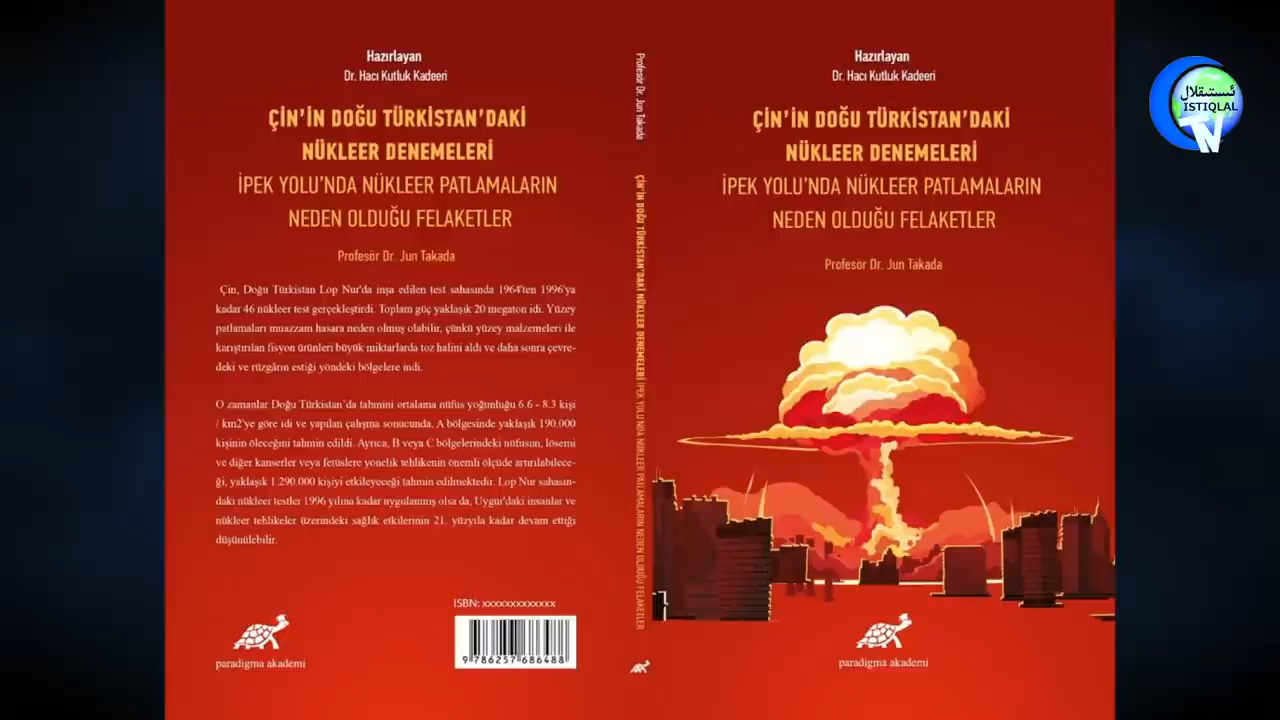 Hazırlayan
Dr. Hacı Kutluk Kadeeri
ÇİN'İN DOĞU TÜRKİSTAN'DAKİ
NÜKLEER DENEMELERİ
İPEK YOLU'NDA NÜKLEER PATLAMALARIN
NEDEN OLDUĞU FELAKETLER
Profesör Dr. Jun Takada
Çin, Doğu Türkistan Lop Nur'da inşa edilen test sahasında 1964'ten 1996'ya
kadar 46 nükleer test gerçekleştirdi. Toplam güç yaklaşık 20 megaton idi. Yüzey
patlamaları muazzam hasara neden olmuş olabilir, çünkü yüzey malzemeleri ile
karıştırılan fisyon ürünleri büyük miktarlarda toz halini aldı ve daha sonra çevre-
deki ve rüzgârın estiği yöndeki bölgelere indi.
O zamanlar Doğu Türkistan'da tahmini ortalama nüfus yoğunluğu 6.6 - 8.3 kişi
/ km2'ye göre idi ve yapılan çalışma sonucunda, A bölgesinde yaklaşık 190.000
kişinin öleceği tahmin edildi. Ayrıca, B veya C bölgelerindeki nüfusun, lösemi
ve diğer kanserler veya fetüslere yönelik tehlikenin önemli ölçüde artırılabilece-
ği, yaklaşık 1.290.000 kişiyi etkileyeceği tahmin edilmektedir. Lop Nur sahasın-
daki nükleer testler 1996 yılına kadar uygulanmış olsa da, Uygur'daki insanlar ve
nükleer tehlikeler üzerindeki sağlık etkilerinin 21. yüzyıla kadar devam ettiği
düşünülebilir.
ISBN: xxxxxxxxxxxxx
9 786257 686488
paradigma akademi
Profesör Dr. Jun Takada
ÇİN'İN DOĞU TÜRKİSTAN'DAKİ NÜKLEER DENEMELERİ İPEK YOLU'NDA NÜKLEER PATLAMALARIN NEDEN OLDUĞU FELAKETLER
Hazırlayan
Dr. Hacı Kutluk Kadeeri
ÇİN'İN DOĞU TÜRKİSTAN'DAKİ
NÜKLEER DENEMELERİ
İPEK YOLU'NDA NÜKLEER PATLAMALARIN
NEDEN OLDUĞU FELAKETLER
Profesör Dr. Jun Takada
paradigma akademi
ئىستىقلال
ISTIQLAL
TV